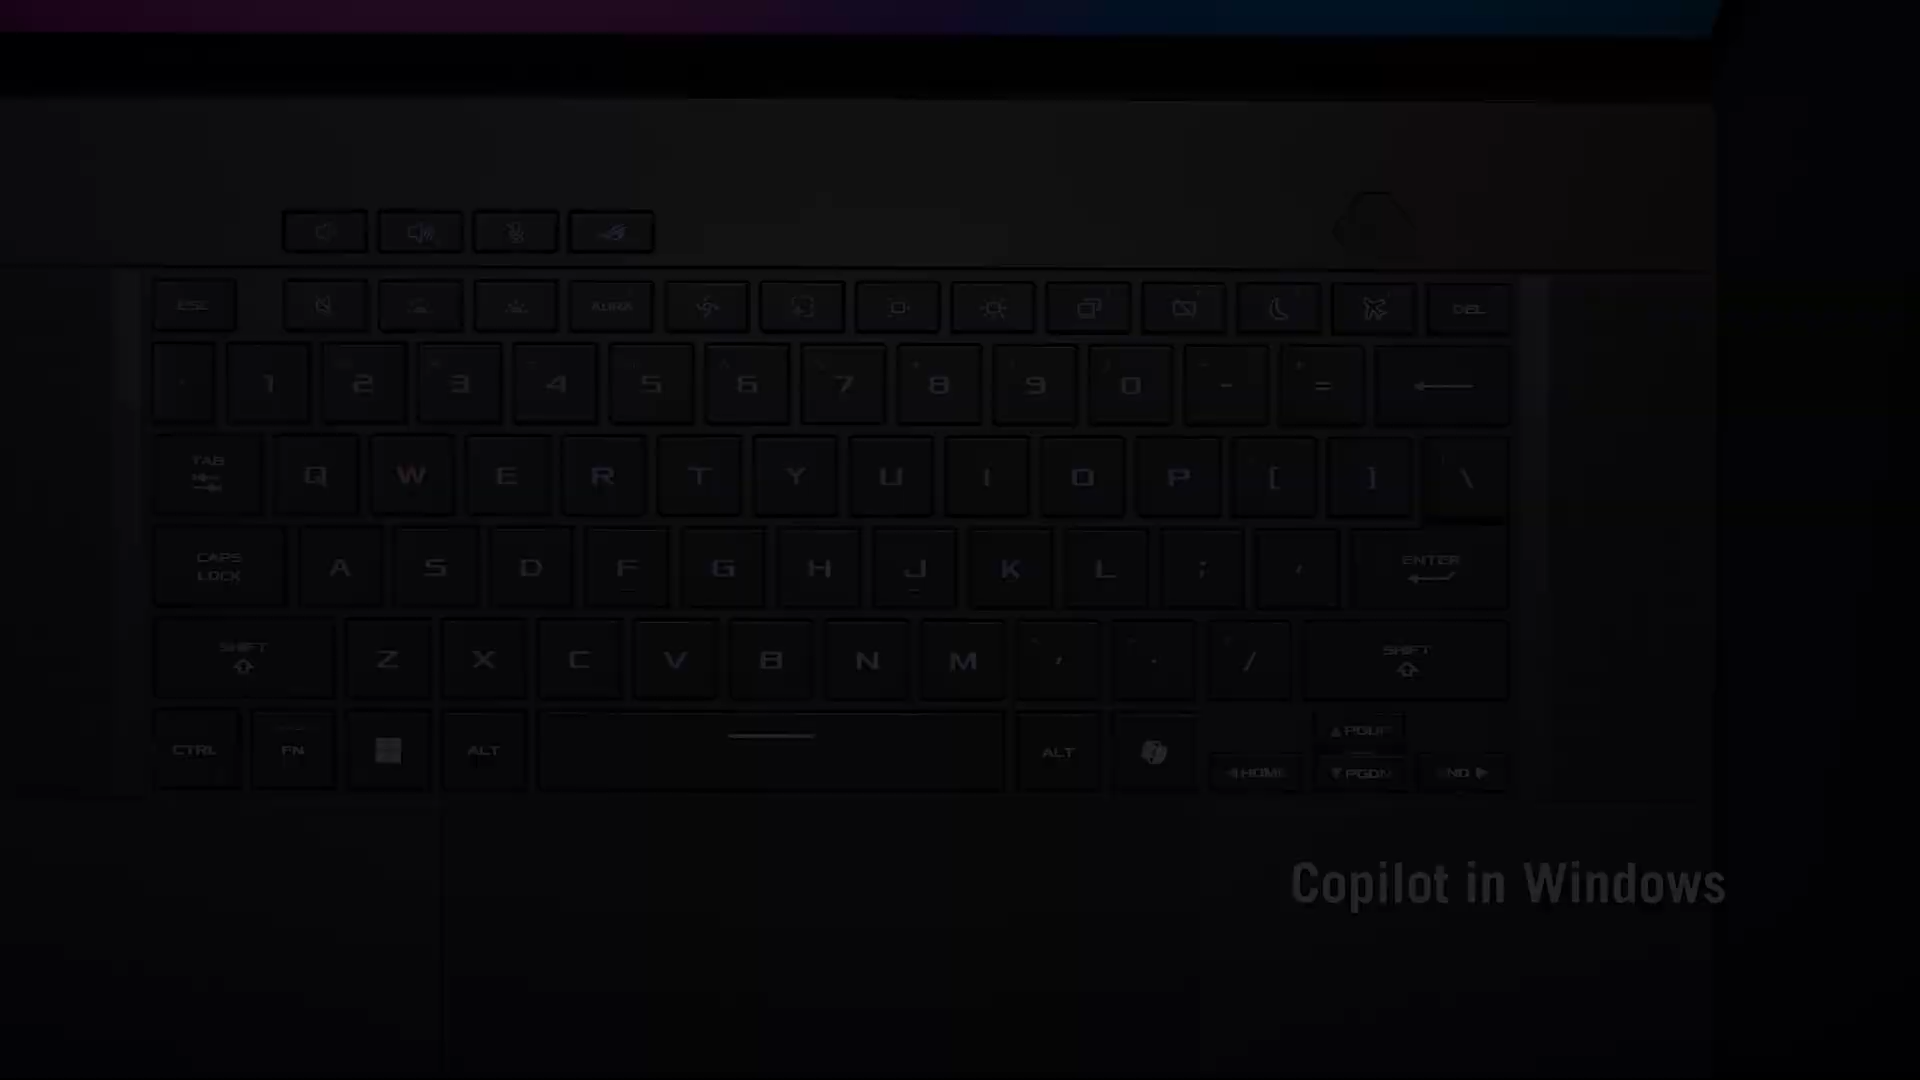 ESC AURA DEL
1 2 3 4 5 6 7 8 9 0 - =
TAB Q W E R T Y U I O P [ ] \
CAPS LOCK A S D F G H J K L ; ' ENTER
SHIFT Z X C V B N M , . / SHIFT
CTRL FN ALT ALT HOME PGUP PGDN END
Copilot in Windows